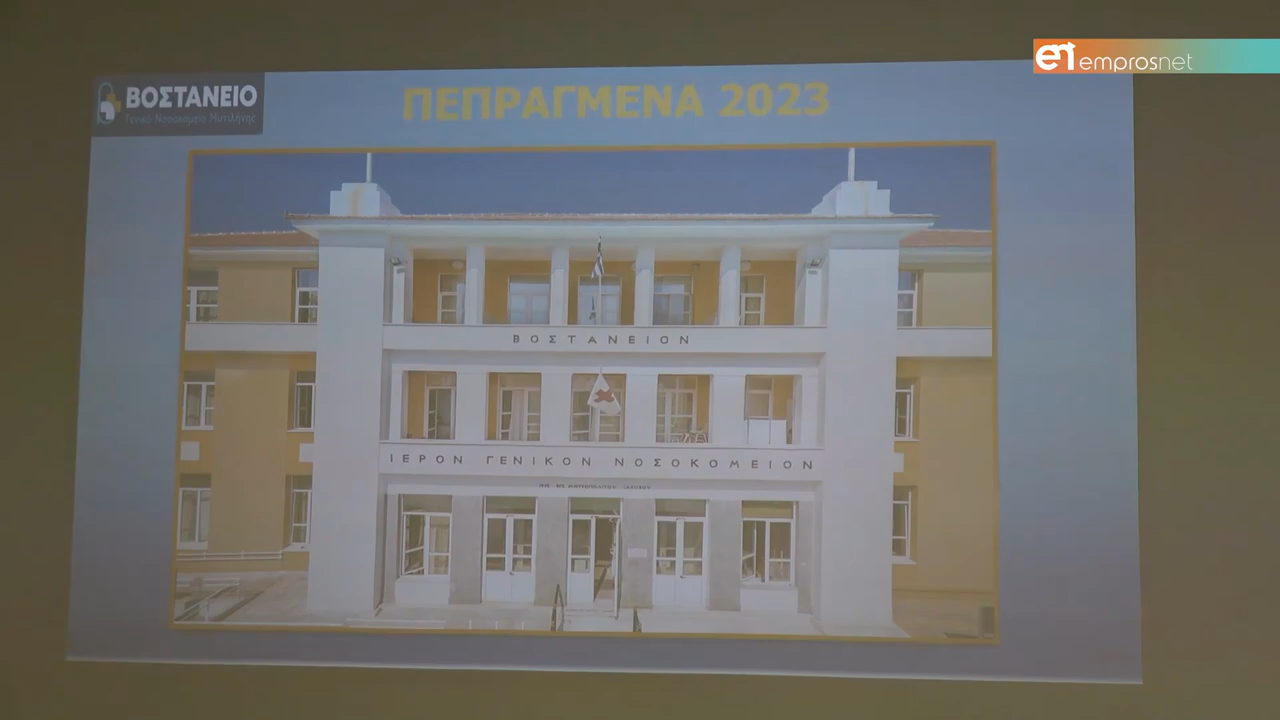 emprosnet
ΒΟΣΤΑΝΕΙΟ
Γενικό Νοσοκομείο Μυτιλήνης
ΠΕΠΡΑΓΜΕΝΑ 2023
ΒΟΣΤΑΝΕΙΟΝ
ΙΕΡΟΝ ΓΕΝΙΚΟΝ ΝΟΣΟΚΟΜΕΙΟΝ